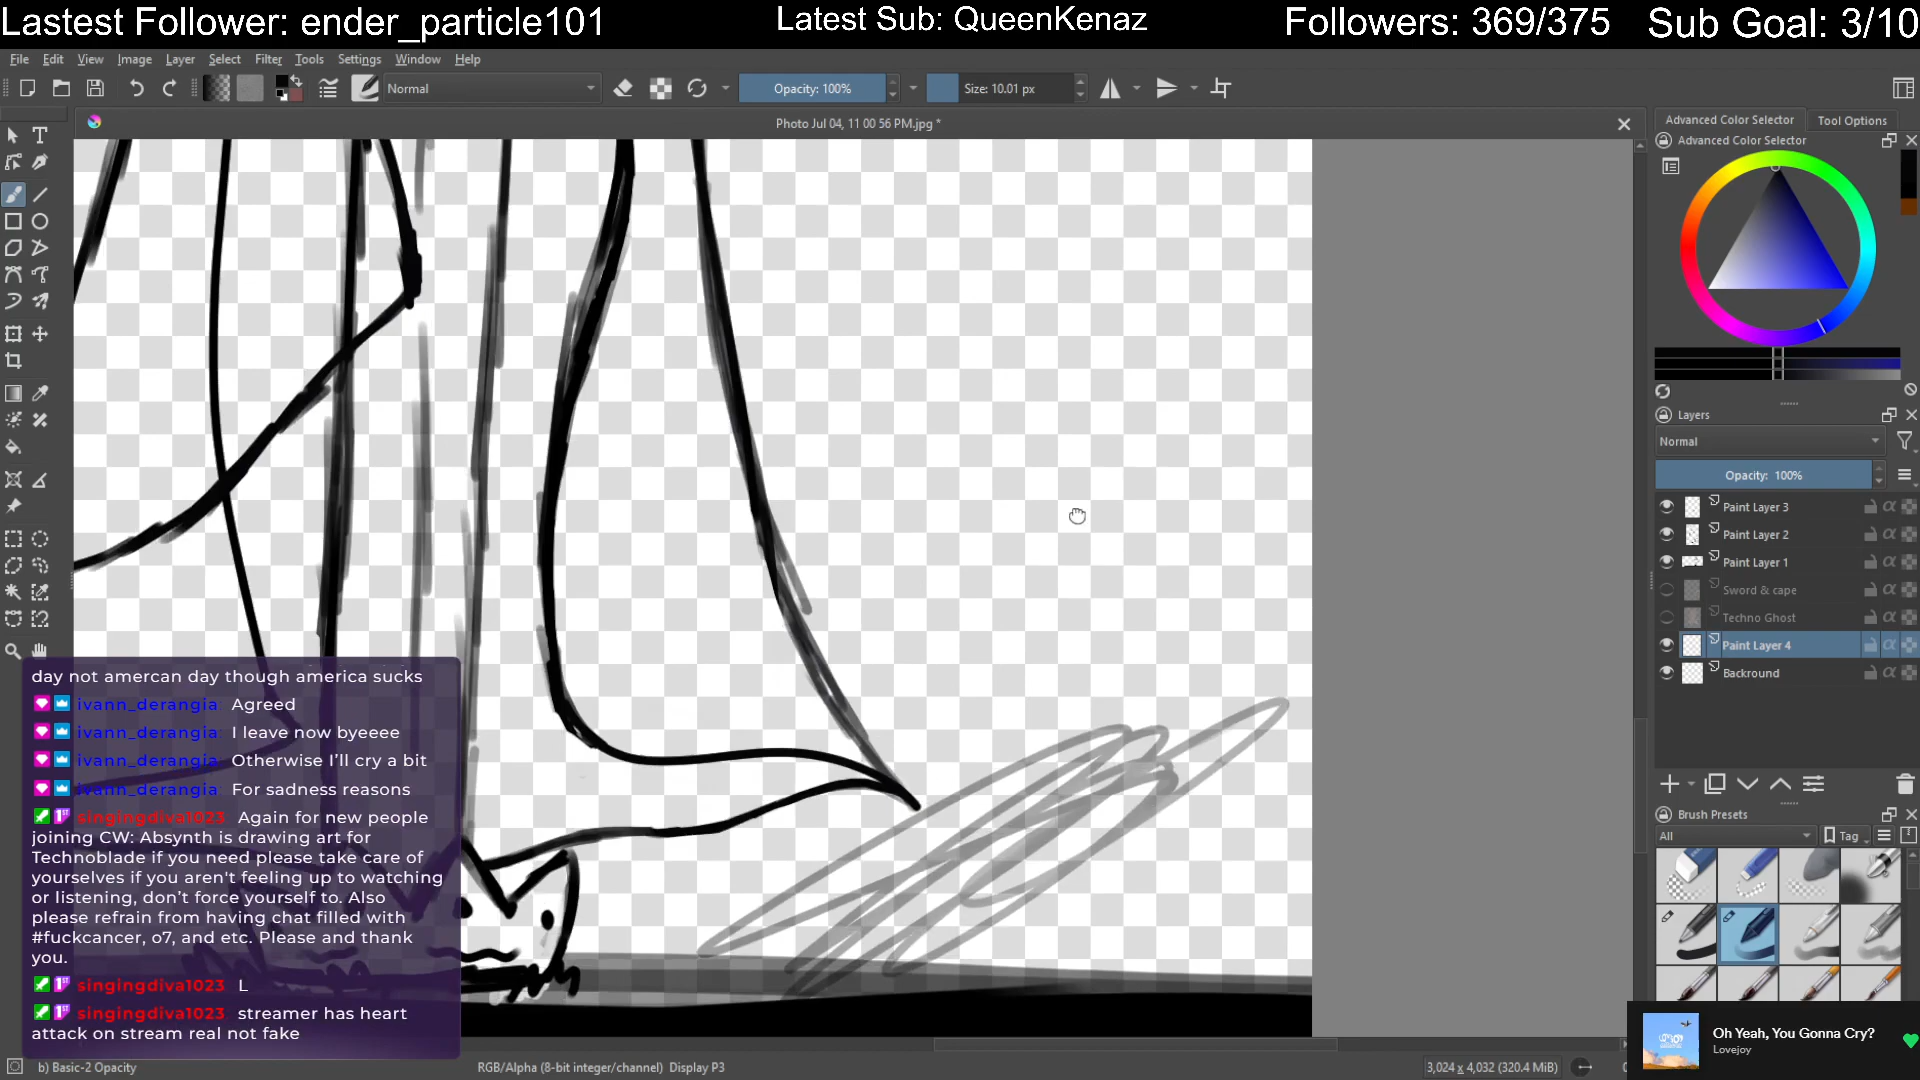 Lastest Follower: ender_particle101
Latest Sub: QueenKenaz
Followers: 369/375
Sub Goal: 3/10
File Edit View Image Layer Select Filter Tools Settings Window Help
Normal
Opacity: 100%
Size: 10.01 px
Photo Jul 04, 11 00 56 PM.jpg *
Advanced Color Selector
Tool Options
Advanced Color Selector
Layers
Normal
Opacity: 100%
Paint Layer 3
Paint Layer 2
Paint Layer 1
Sword & cape
Techno Ghost
Paint Layer 4
Backround
Brush Presets
All
Tag
day not amercan day though america sucks
ivann_derangia: Agreed
ivann_derangia: I leave now byeeee
ivann_derangia: Otherwise I'll cry a bit
ivann_derangia: For sadness reasons
singingdiva1023: Again for new people
joining CW: Absynth is drawing art for
Technoblade if you need please take care of
yourselves if you aren't feeling up to watching
or listening, don't force yourself to. Also
please refrain from having chat filled with
#fuckcancer, o7, and etc. Please and thank
you.
singingdiva1023: L
singingdiva1023: streamer has heart
attack on stream real not fake
b) Basic-2 Opacity
RGB/Alpha (8-bit integer/channel) Display P3
3,024 x 4,032 (320.4 MiB)
Oh Yeah, You Gonna Cry?
Lovejoy